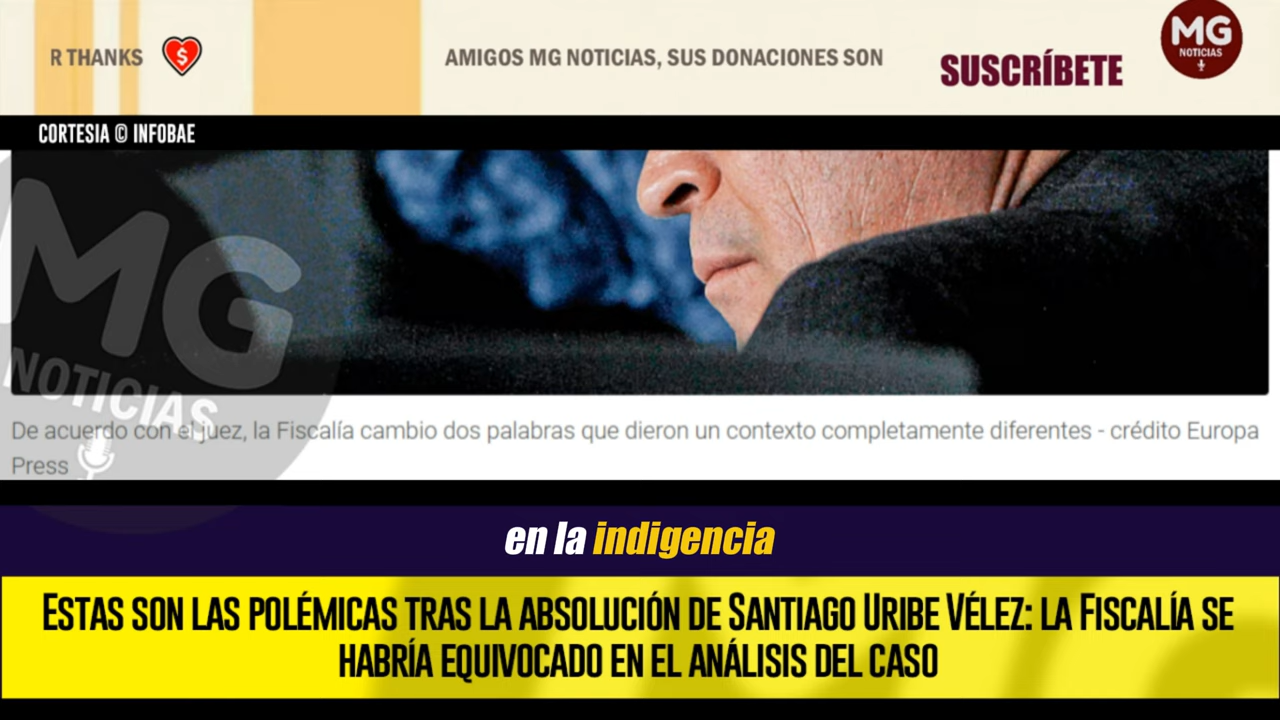 R THANKS
AMIGOS MG NOTICIAS, SUS DONACIONES SON
SUSCRÍBETE
MG
NOTICIAS
CORTESIA © INFOBAE
MG
NOTICIAS
De acuerdo con el juez, la Fiscalía cambio dos palabras que dieron un contexto completamente diferentes - crédito Europa
Press
en la indigencia
ESTAS SON LAS POLÉMICAS TRAS LA ABSOLUCIÓN DE SANTIAGO URIBE VÉLEZ: LA FISCALÍA SE
HABRÍA EQUIVOCADO EN EL ANÁLISIS DEL CASO